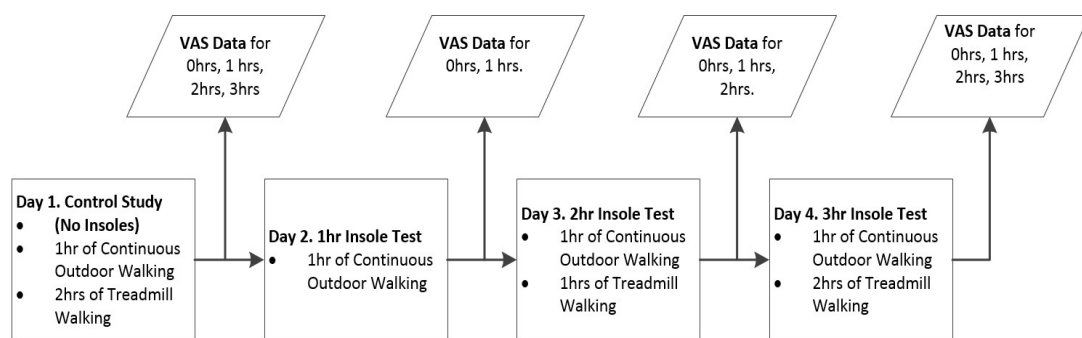 VAS Data for
0hrs, 1 hrs,
2hrs, 3hrs
VAS Data for
0hrs, 1 hrs.
VAS Data for
0hrs, 1 hrs,
2hrs.
VAS Data for
0hrs, 1 hrs,
2hrs, 3hrs
Day 1. Control Study
• (No Insoles)
• 1hr of Continuous
Outdoor Walking
• 2hrs of Treadmill
Walking
Day 2. 1hr Insole Test
• 1hr of Continuous
Outdoor Walking
Day 3. 2hr Insole Test
• 1hr of Continuous
Outdoor Walking
• 1hrs of Treadmill
Walking
Day 4. 3hr Insole Test
• 1hr of Continuous
Outdoor Walking
• 2hrs of Treadmill
Walking